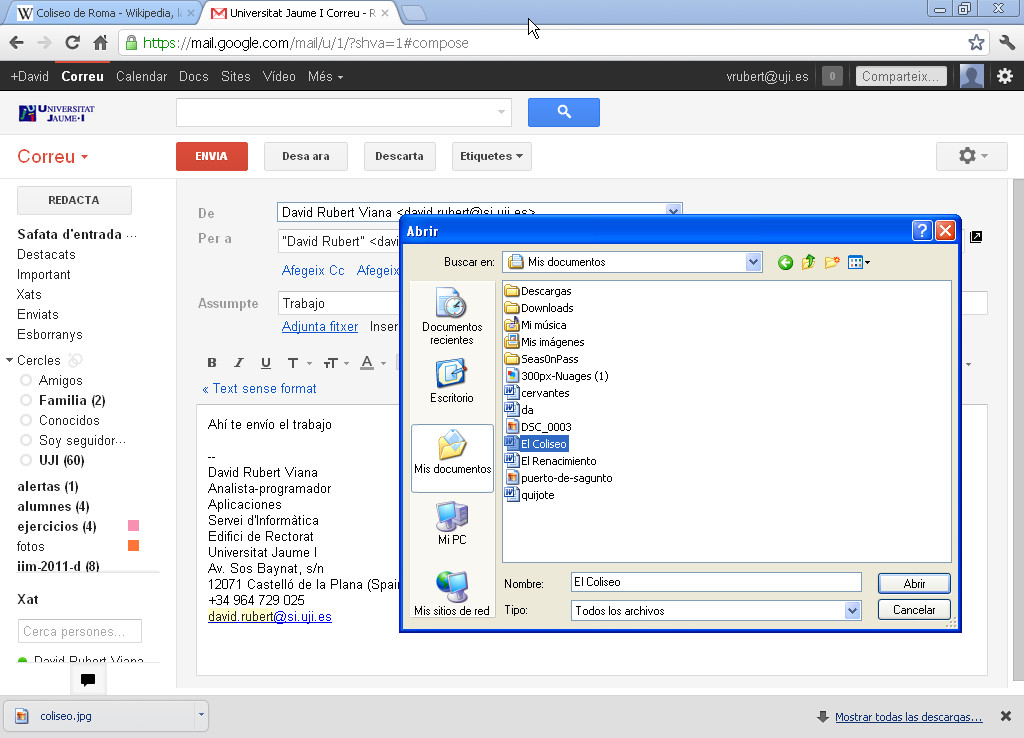 Coliseo de Roma - Wikipedia, l
Universitat Jaume I Correu - R
https://mail.google.com/mail/u/1/?shva=1#compose
+David Correu Calendar Docs Sites Vídeo Més
vrubert@uji.es 0 Comparteix...
UNIVERSITAT
JAUME·I
Correu
ENVIA Desa ara Descarta Etiquetes
REDACTA
Safata d'entrada ...
Destacats
Important
Xats
Enviats
Esborranys
Cercles
Amigos
Familia (2)
Conocidos
Soy seguidor...
UJI (60)
alertas (1)
alumnes (4)
ejercicios (4)
fotos
iim-2011-d (8)
Xat
Cerca persones...
David Rubert Viana
De David Rubert Viana <david.rubert@si.uji.es>
Per a "David Rubert" <davi
Afegeix Cc Afegeix
Assumpte Trabajo
Adjunta fitxer Inser
B I U T тT A
« Text sense format
Ahí te envío el trabajo
--
David Rubert Viana
Analista-programador
Aplicaciones
Servei d'Informàtica
Edifici de Rectorat
Universitat Jaume I
Av. Sos Baynat, s/n
12071 Castelló de la Plana (Spain
+34 964 729 025
david.rubert@si.uji.es
Abrir
Buscar en: Mis documentos
Documentos
recientes
Escritorio
Mis documentos
Mi PC
Mis sitios de red
Descargas
Downloads
Mi música
Mis imágenes
Seas0nPass
300px-Nuages (1)
cervantes
da
DSC_0003
El Coliseo
El Renacimiento
puerto-de-sagunto
quijote
Nombre: El Coliseo Abrir
Tipo: Todos los archivos Cancelar
coliseo.jpg
Mostrar todas las descargas...